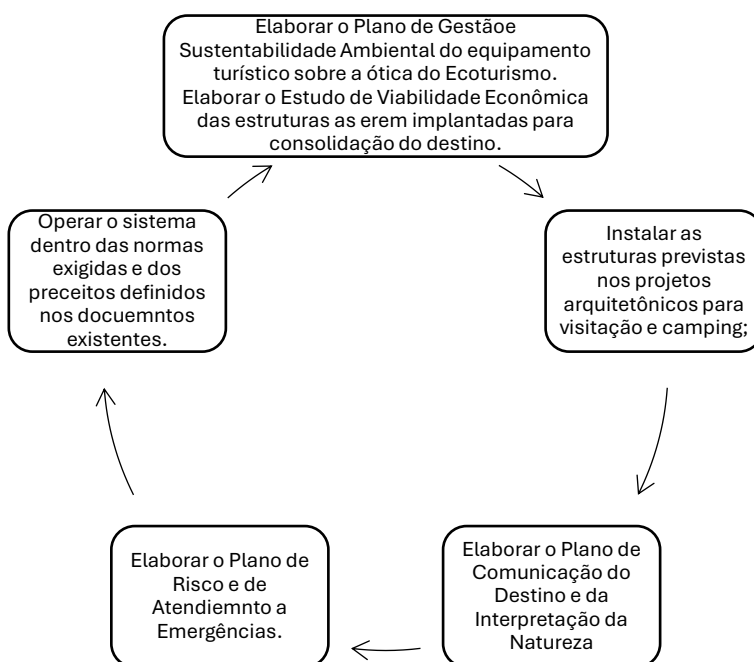 Elaborar o Plano de Gestãoe
Sustentabilidade Ambiental do equipamento
turístico sobre a ótica do Ecoturismo.
Elaborar o Estudo de Viabilidade Econômica
das estruturas as erem implantadas para
consolidação do destino.
Instalar as
estruturas previstas
nos projetos
arquitetônicos para
visitação e camping;
Elaborar o Plano de
Comunicação do
Destino e da
Interpretação da
Natureza
Elaborar o Plano de
Risco e de
Atendiemnto a
Emergências.
Operar o sistema
dentro das normas
exigidas e dos
preceitos definidos
nos docuemntos
existentes.